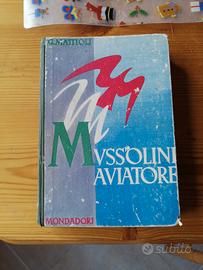 G. MATTIOLI
MVSSOLINI
AVIATORE
MONDADORI
subito